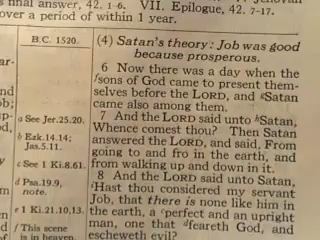 s final answer, 42. 1-6. VII. Epilogue, 42. 7-17.
over a period of within 1 year.
B.C. 1520.
a See Jer.25.20.
b Ezk.14.14;
Jas.5.11.
c See 1 Ki.8.61.
d Psa.19.9,
note.
e 1 Ki.21.10,13.
f This scene
is in heaven.
(4) Satan's theory: Job was good
because prosperous.
6 Now there was a day when the
fsons of God came to present them-
selves before the LORD, and gSatan
came also among them.
7 And the LORD said unto hSatan,
Whence comest thou? Then Satan
answered the LORD, and said, From
going to and fro in the earth, and
from walking up and down in it.
8 And the LORD said unto Satan,
iHast thou considered my servant
Job, that there is none like him in
the earth, a cperfect and an upright
man, one that dfeareth God, and
escheweth evil?